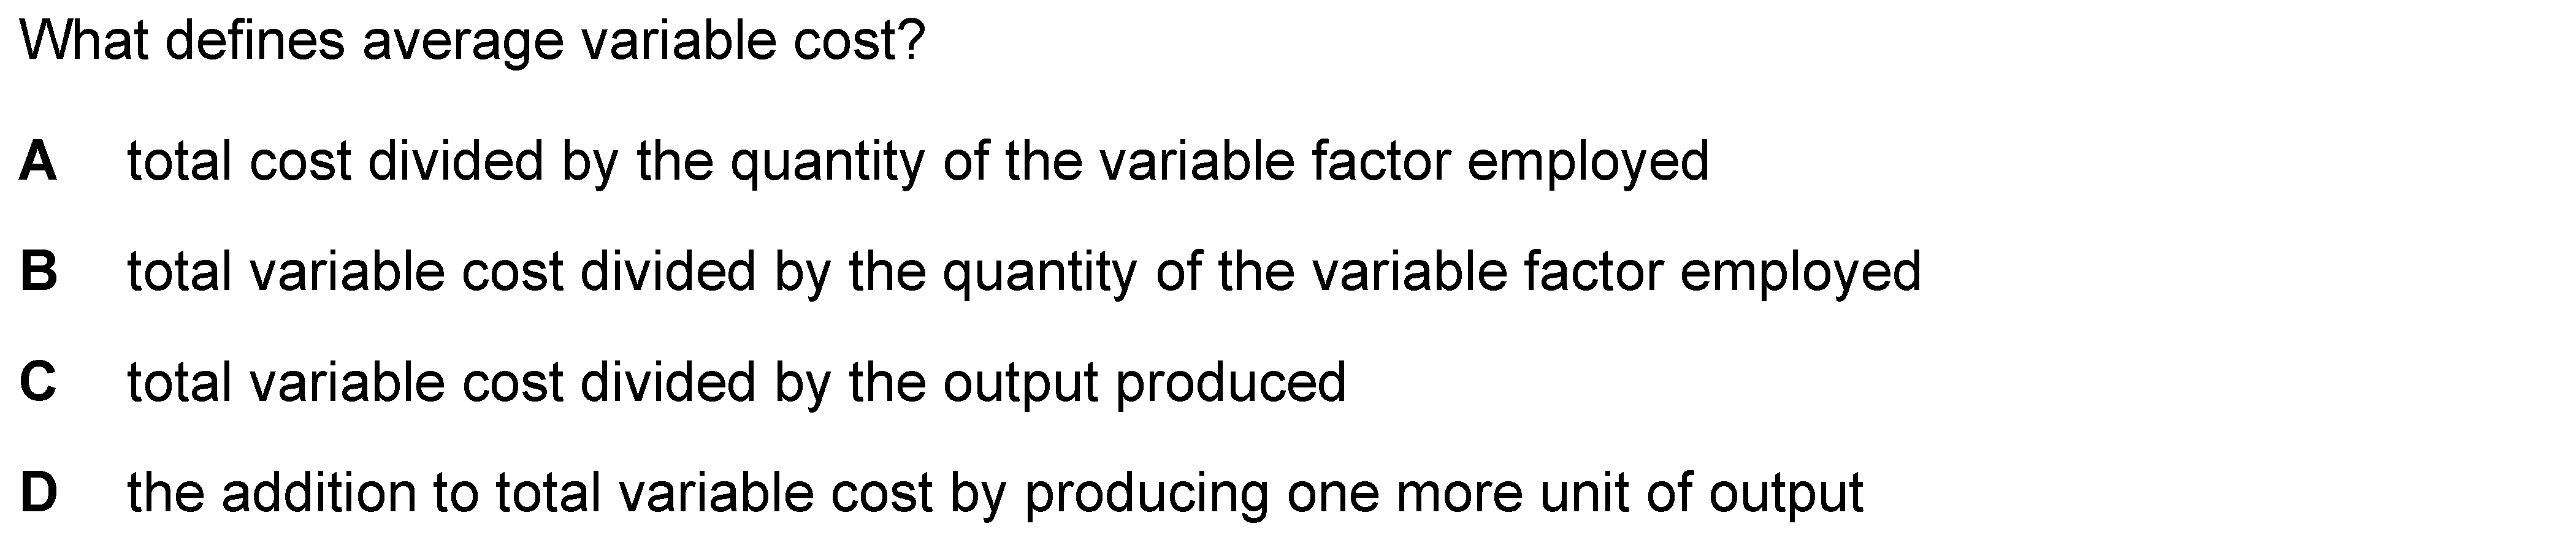 What defines average variable cost?
A total cost divided by the quantity of the variable factor employed
B total variable cost divided by the quantity of the variable factor employed
C total variable cost divided by the output produced
D the addition to total variable cost by producing one more unit of output